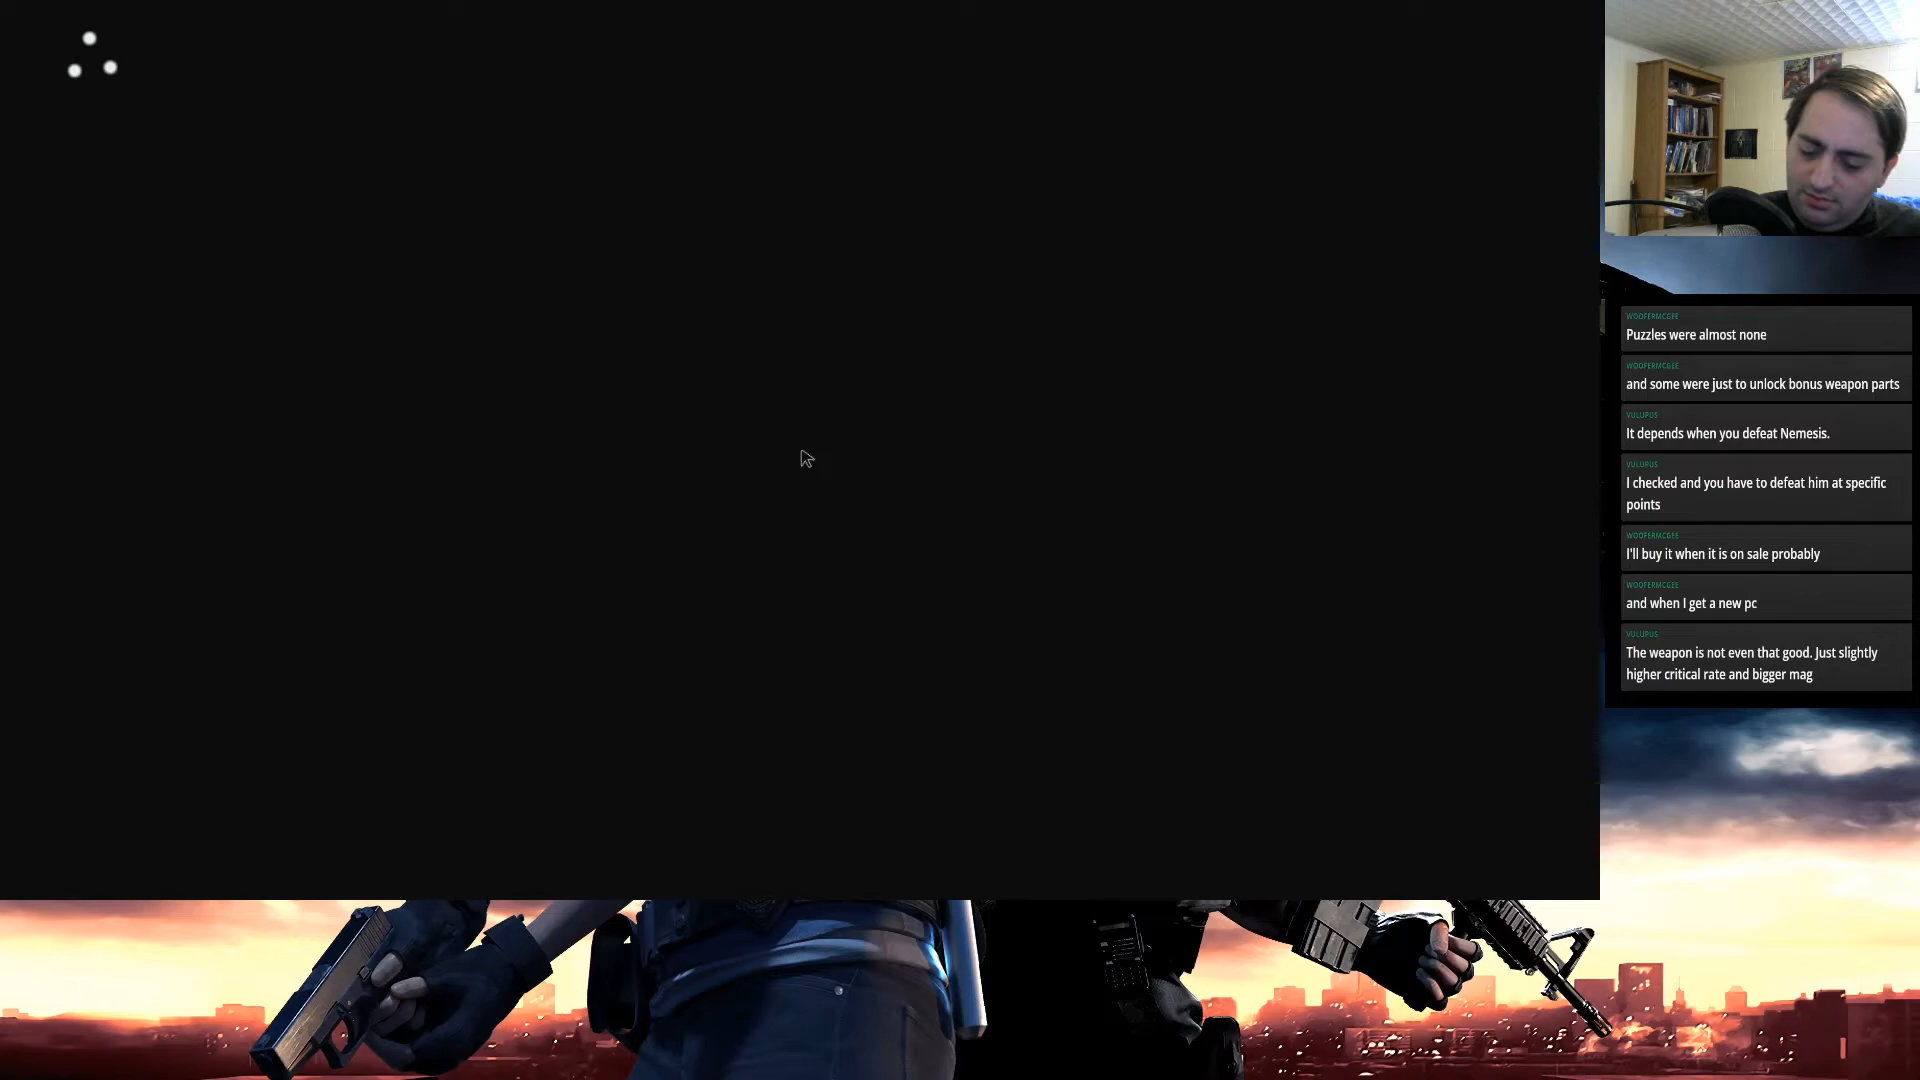 WOOFERMCGEE
Puzzles were almost none
WOOFERMCGEE
and some were just to unlock bonus weapon parts
VULUPUS
It depends when you defeat Nemesis.
VULUPUS
I checked and you have to defeat him at specific
points
WOOFERMCGEE
I'll buy it when it is on sale probably
WOOFERMCGEE
and when I get a new pc
VULUPUS
The weapon is not even that good. Just slightly
higher critical rate and bigger mag